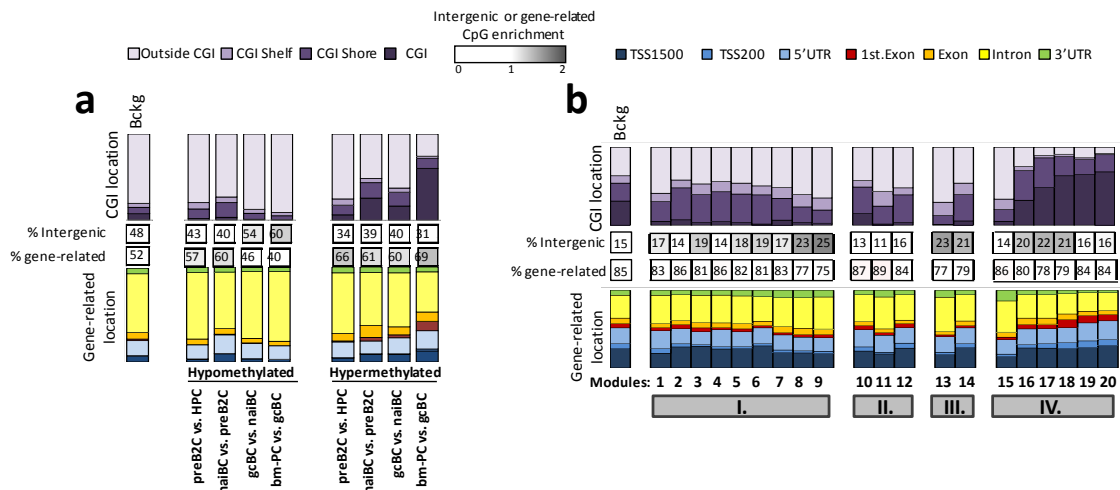 Intergenic or gene-related
CpG enrichment
0 1 2
Outside CGI CGI Shelf CGI Shore CGI
TSS1500 TSS200 5'UTR 1st.Exon Exon Intron 3'UTR
a
Bckg
CGI location
% Intergenic 48 43 40 54 60 34 39 40 31
% gene-related 52 57 60 46 40 66 61 60 69
Gene-related
location
Hypomethylated Hypermethylated
preB2C vs. HPC
naiBC vs. preB2C
gcBC vs. naiBC
bm-PC vs. gcBC
preB2C vs. HPC
naiBC vs. preB2C
gcBC vs. naiBC
bm-PC vs. gcBC
b
Bckg
CGI location
% Intergenic 15 17 14 19 14 18 19 17 23 25 13 11 16 23 21 14 20 22 21 16 16
% gene-related 85 83 86 81 86 82 81 83 77 75 87 89 84 77 79 86 80 78 79 84 84
Gene-related
location
Modules: 1 2 3 4 5 6 7 8 9 10 11 12 13 14 15 16 17 18 19 20
I. II. III. IV.